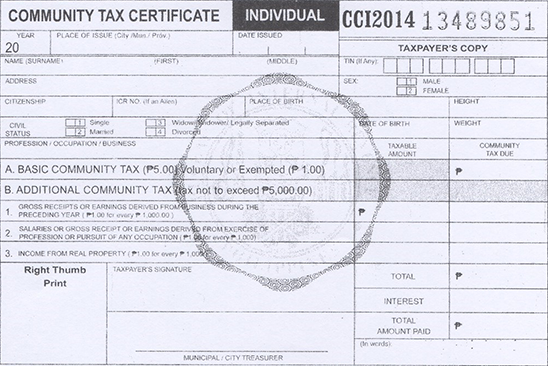 COMMUNITY TAX CERTIFICATE INDIVIDUAL CCI2014 13489851
YEAR PLACE OF ISSUE (City /Mun./ Prov.) DATE ISSUED
20 TAXPAYER'S COPY
NAME (SURNAME) (FIRST) (MIDDLE) TIN (If Any):
ADDRESS SEX: 1 MALE
2 FEMALE
CITIZENSHIP ICR NO. (If an Alien) PLACE OF BIRTH HEIGHT
CIVIL STATUS 1 Single 3 Widow/Widower/Legally Separated DATE OF BIRTH WEIGHT
2 Married 4 Divorced
PROFESSION / OCCUPATION / BUSINESS TAXABLE AMOUNT COMMUNITY TAX DUE
A. BASIC COMMUNITY TAX (₱5.00) Voluntary or Exempted (₱ 1.00) ₱
B. ADDITIONAL COMMUNITY TAX (tax not to exceed ₱5,000.00)
1. GROSS RECEIPTS OR EARNINGS DERIVED FROM BUSINESS DURING THE
PRECEDING YEAR (₱1.00 for every ₱1,000.00) ₱
2. SALARIES OR GROSS RECEIPT OR EARNINGS DERIVED FROM EXERCISE OF
PROFESSION OR PURSUIT OF ANY OCCUPATION (₱1.00 for every ₱1,000)
3. INCOME FROM REAL PROPERTY (₱1.00 for every ₱1,000)
Right Thumb Print TAXPAYER'S SIGNATURE TOTAL ₱
INTEREST
TOTAL AMOUNT PAID ₱
MUNICIPAL / CITY TREASURER (In words):